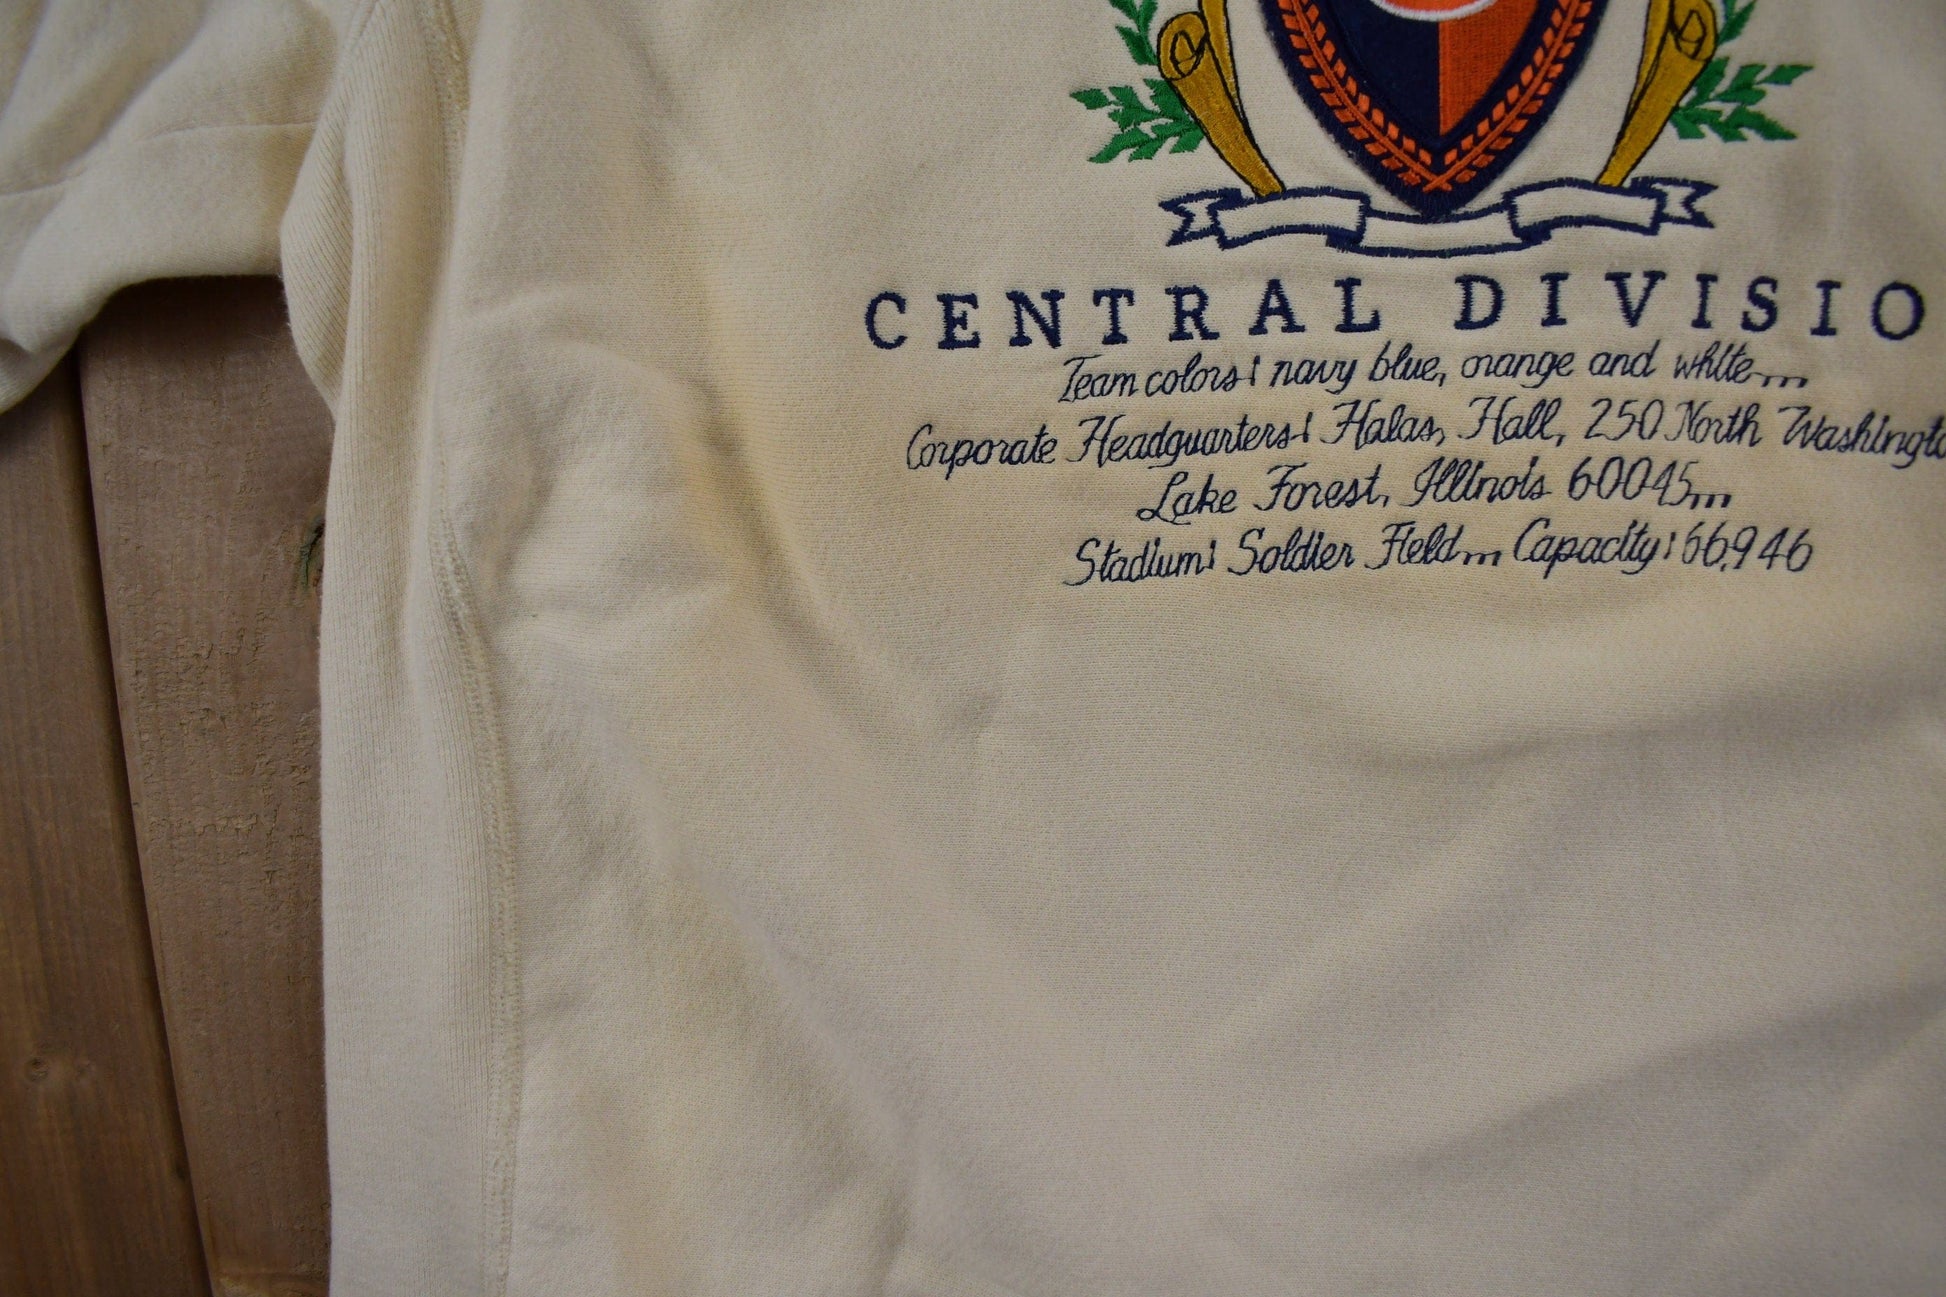 CENTRAL DIVISIO
Team colors: navy blue, orange and white...
Corporate Headquarters: Halas, Hall, 250 North Washingto
Lake Forest, Illinois 60045...
Stadium: Soldier Field... Capacity: 66,946